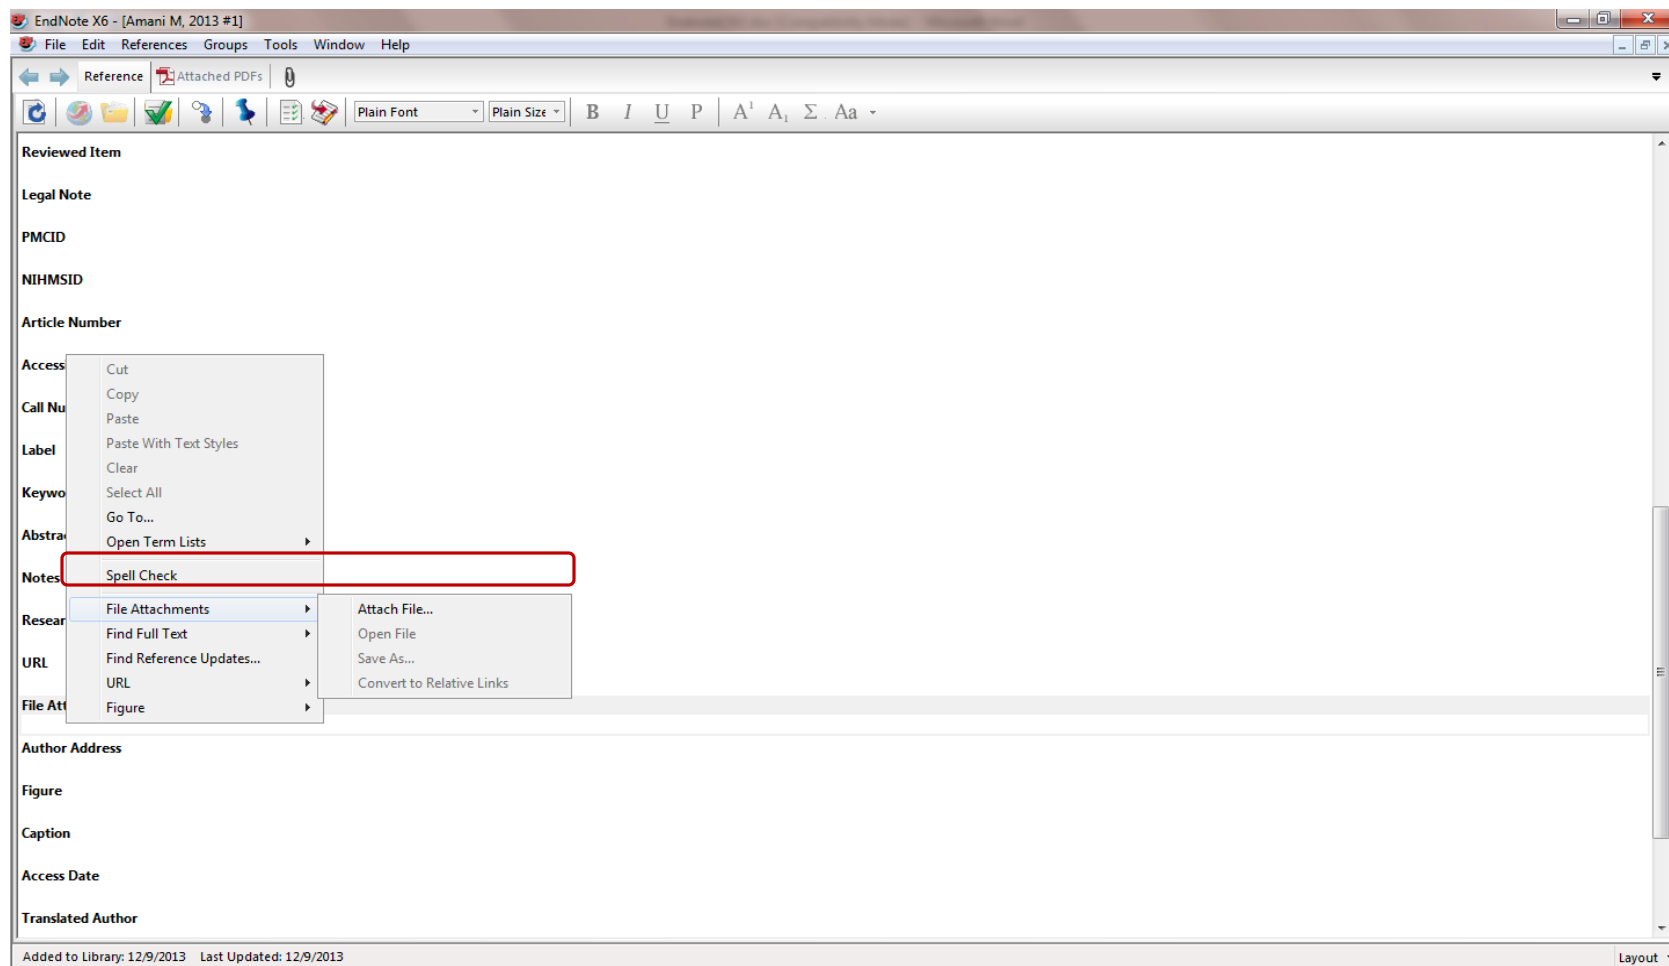 EndNote X6 - [Amani M, 2013 #1]
File Edit References Groups Tools Window Help
Reference Attached PDFs
Plain Font Plain Size B I U P A¹ A₁ Σ Aa
Reviewed Item
Legal Note
PMCID
NIHMSID
Article Number
Access
Cut
Copy
Call Nu
Paste
Paste With Text Styles
Label
Clear
Select All
Keywo
Go To...
Abstra
Open Term Lists
Notes
Spell Check
File Attachments
Attach File...
Resear
Find Full Text
Open File
Find Reference Updates...
Save As...
URL
URL
Convert to Relative Links
File Att
Figure
Author Address
Figure
Caption
Access Date
Translated Author
Added to Library: 12/9/2013 Last Updated: 12/9/2013
Layout